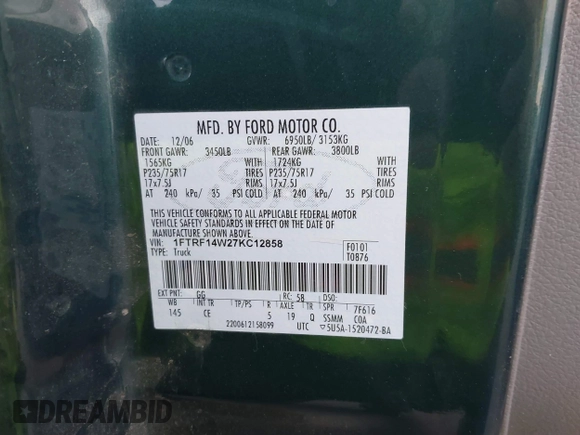 MFD. BY FORD MOTOR CO.
DATE: 12/06 GVWR: 6950LB/ 3153KG
FRONT GAWR: 3450LB REAR GAWR: 3800LB
1565KG WITH 1724KG WITH
P235/75R17 TIRES P235/75R17 TIRES
17x7.5J RIMS 17x7.5J RIMS
AT 240 kPa/ 35 PSI COLD AT 240 kPa/ 35 PSI COLD
THIS VEHICLE CONFORMS TO ALL APPLICABLE FEDERAL MOTOR
VEHICLE SAFETY STANDARDS IN EFFECT ON THE DATE OF
MANUFACTURE SHOWN ABOVE.
VIN: 1FTRF14W27KC12858 F0101
TYPE: Truck T0B76
EXT PNT: GG RC: 58 DSO:
WB INT TR TP/PS R AXLE TR SPR 7F616
145 CE 5 19 Q SSMM C0A
2200612158099 UTC ▽5U5A-1520472-BA
DREAMBID